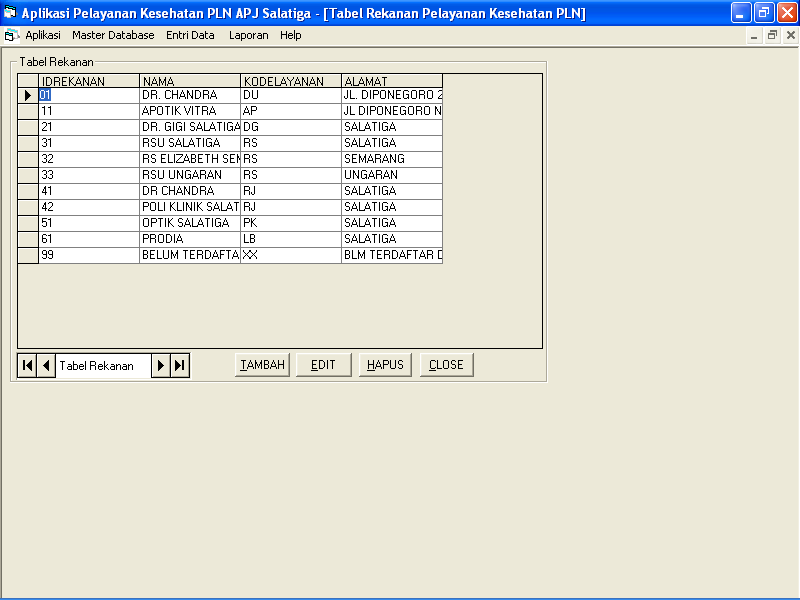 Aplikasi Pelayanan Kesehatan PLN APJ Salatiga - [Tabel Rekanan Pelayanan Kesehatan PLN]
Aplikasi Master Database Entri Data Laporan Help
Tabel Rekanan
IDREKANAN NAMA KODELAYANAN ALAMAT
01 DR. CHANDRA DU JL. DIPONEGORO 2
11 APOTIK VITRA AP JL DIPONEGORO N
21 DR. GIGI SALATIGA DG SALATIGA
31 RSU SALATIGA RS SALATIGA
32 RS ELIZABETH SEM RS SEMARANG
33 RSU UNGARAN RS UNGARAN
41 DR CHANDRA RJ SALATIGA
42 POLI KLINIK SALAT RJ SALATIGA
51 OPTIK SALATIGA PK SALATIGA
61 PRODIA LB SALATIGA
99 BELUM TERDAFTA XX BLM TERDAFTAR D
Tabel Rekanan TAMBAH EDIT HAPUS CLOSE